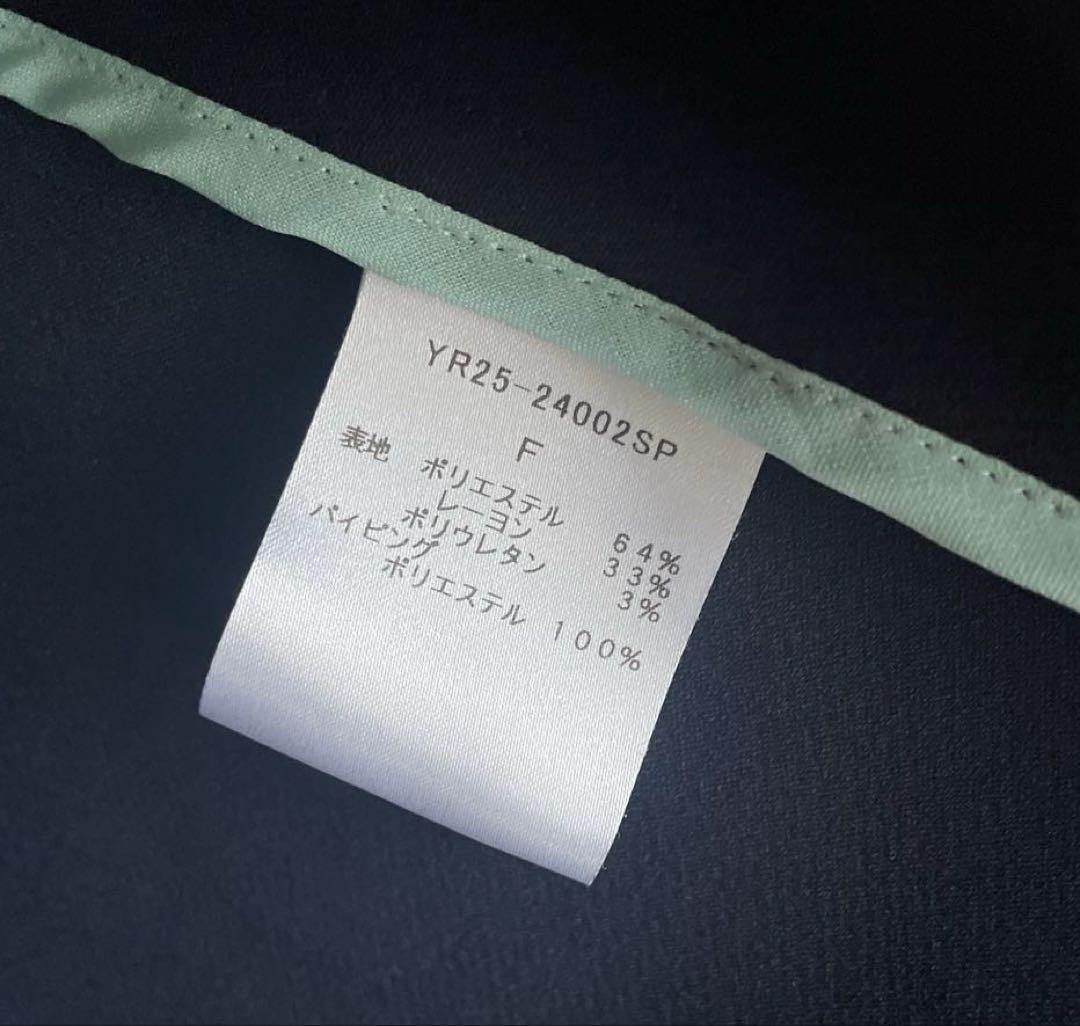 YR25-24002SP
F
表地 ポリエステル 64%
レーヨン 33%
ポリウレタン 3%
パイピング
ポリエステル 100%